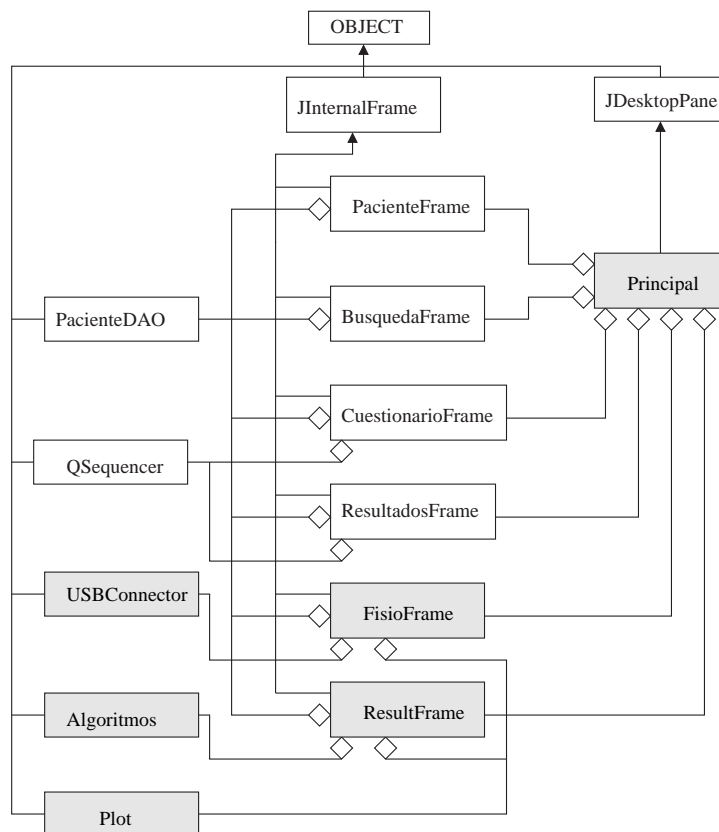 OBJECT
JInternalFrame
JDesktopPane
PacienteFrame
Principal
PacienteDAO
BusquedaFrame
CuestionarioFrame
QSequencer
ResultadosFrame
USBConnector
FisioFrame
Algoritmos
ResultFrame
Plot